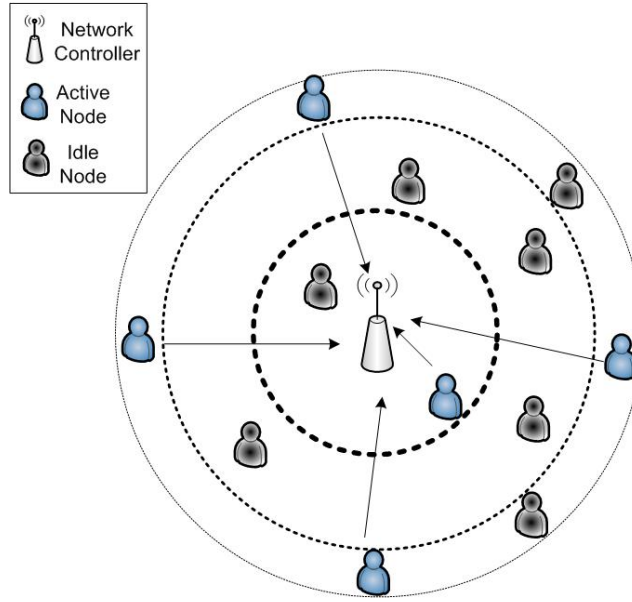 Network
Controller
Active
Node
Idle
Node